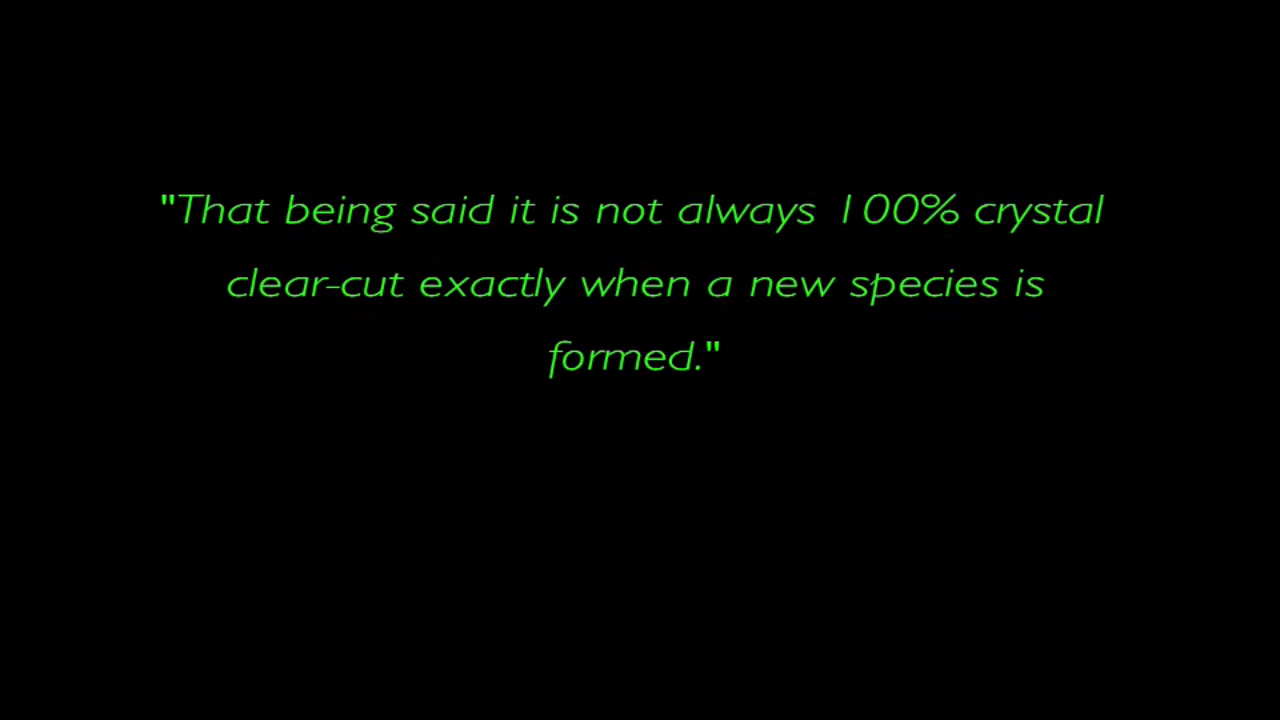 "That being said it is not always 100% crystal
clear-cut exactly when a new species is
formed."